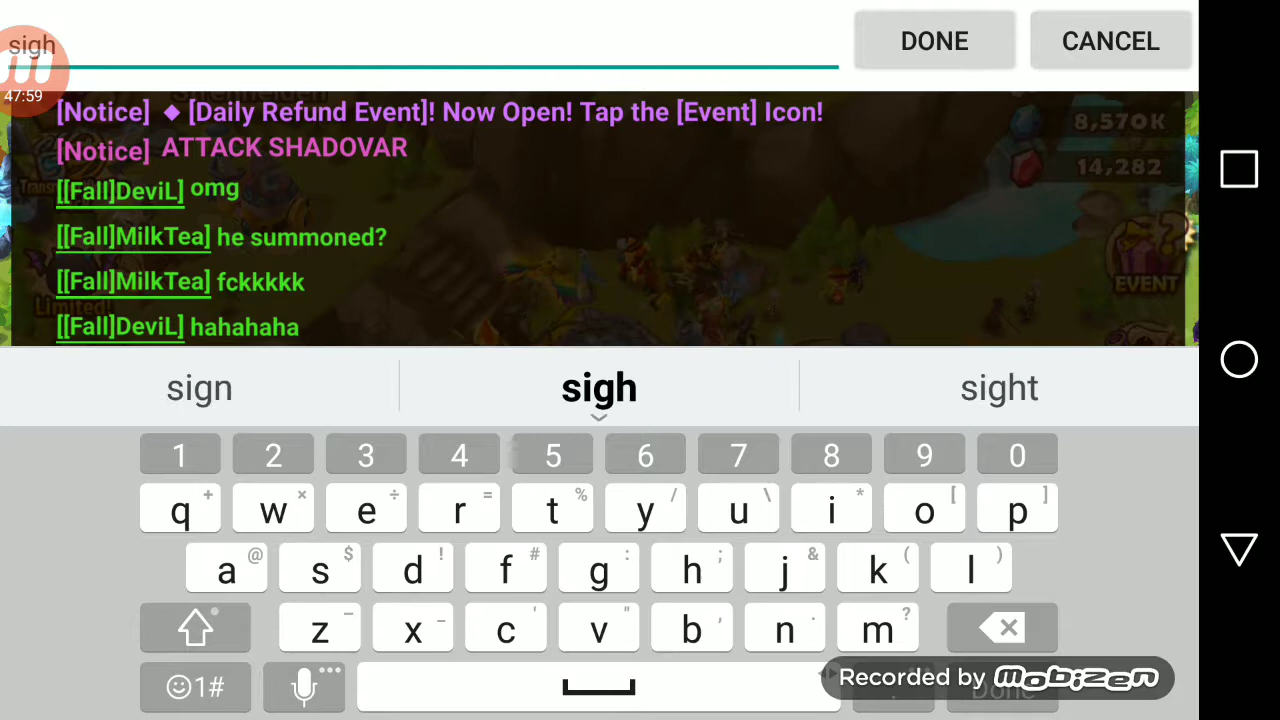 sigh
DONE
CANCEL
47:59
[Notice] ◆ [Daily Refund Event]! Now Open! Tap the [Event] Icon!
8,570K
[Notice] ATTACK SHADOVAR
14,282
[[Fall]DeviL] omg
[[Fall]MilkTea] he summoned?
[[Fall]MilkTea] fckkkkk
EVENT
Limited!!
[[Fall]DeviL] hahahaha
sign
sigh
sight
1 2 3 4 5 6 7 8 9 0
q + w × e ÷ r = t % y / u \ i * o [ p ]
a @ s $ d ! f # g : h ; j & k ( l )
z – x _ c ' v " b , n . m ?
1#
Recorded by mobizen
Done